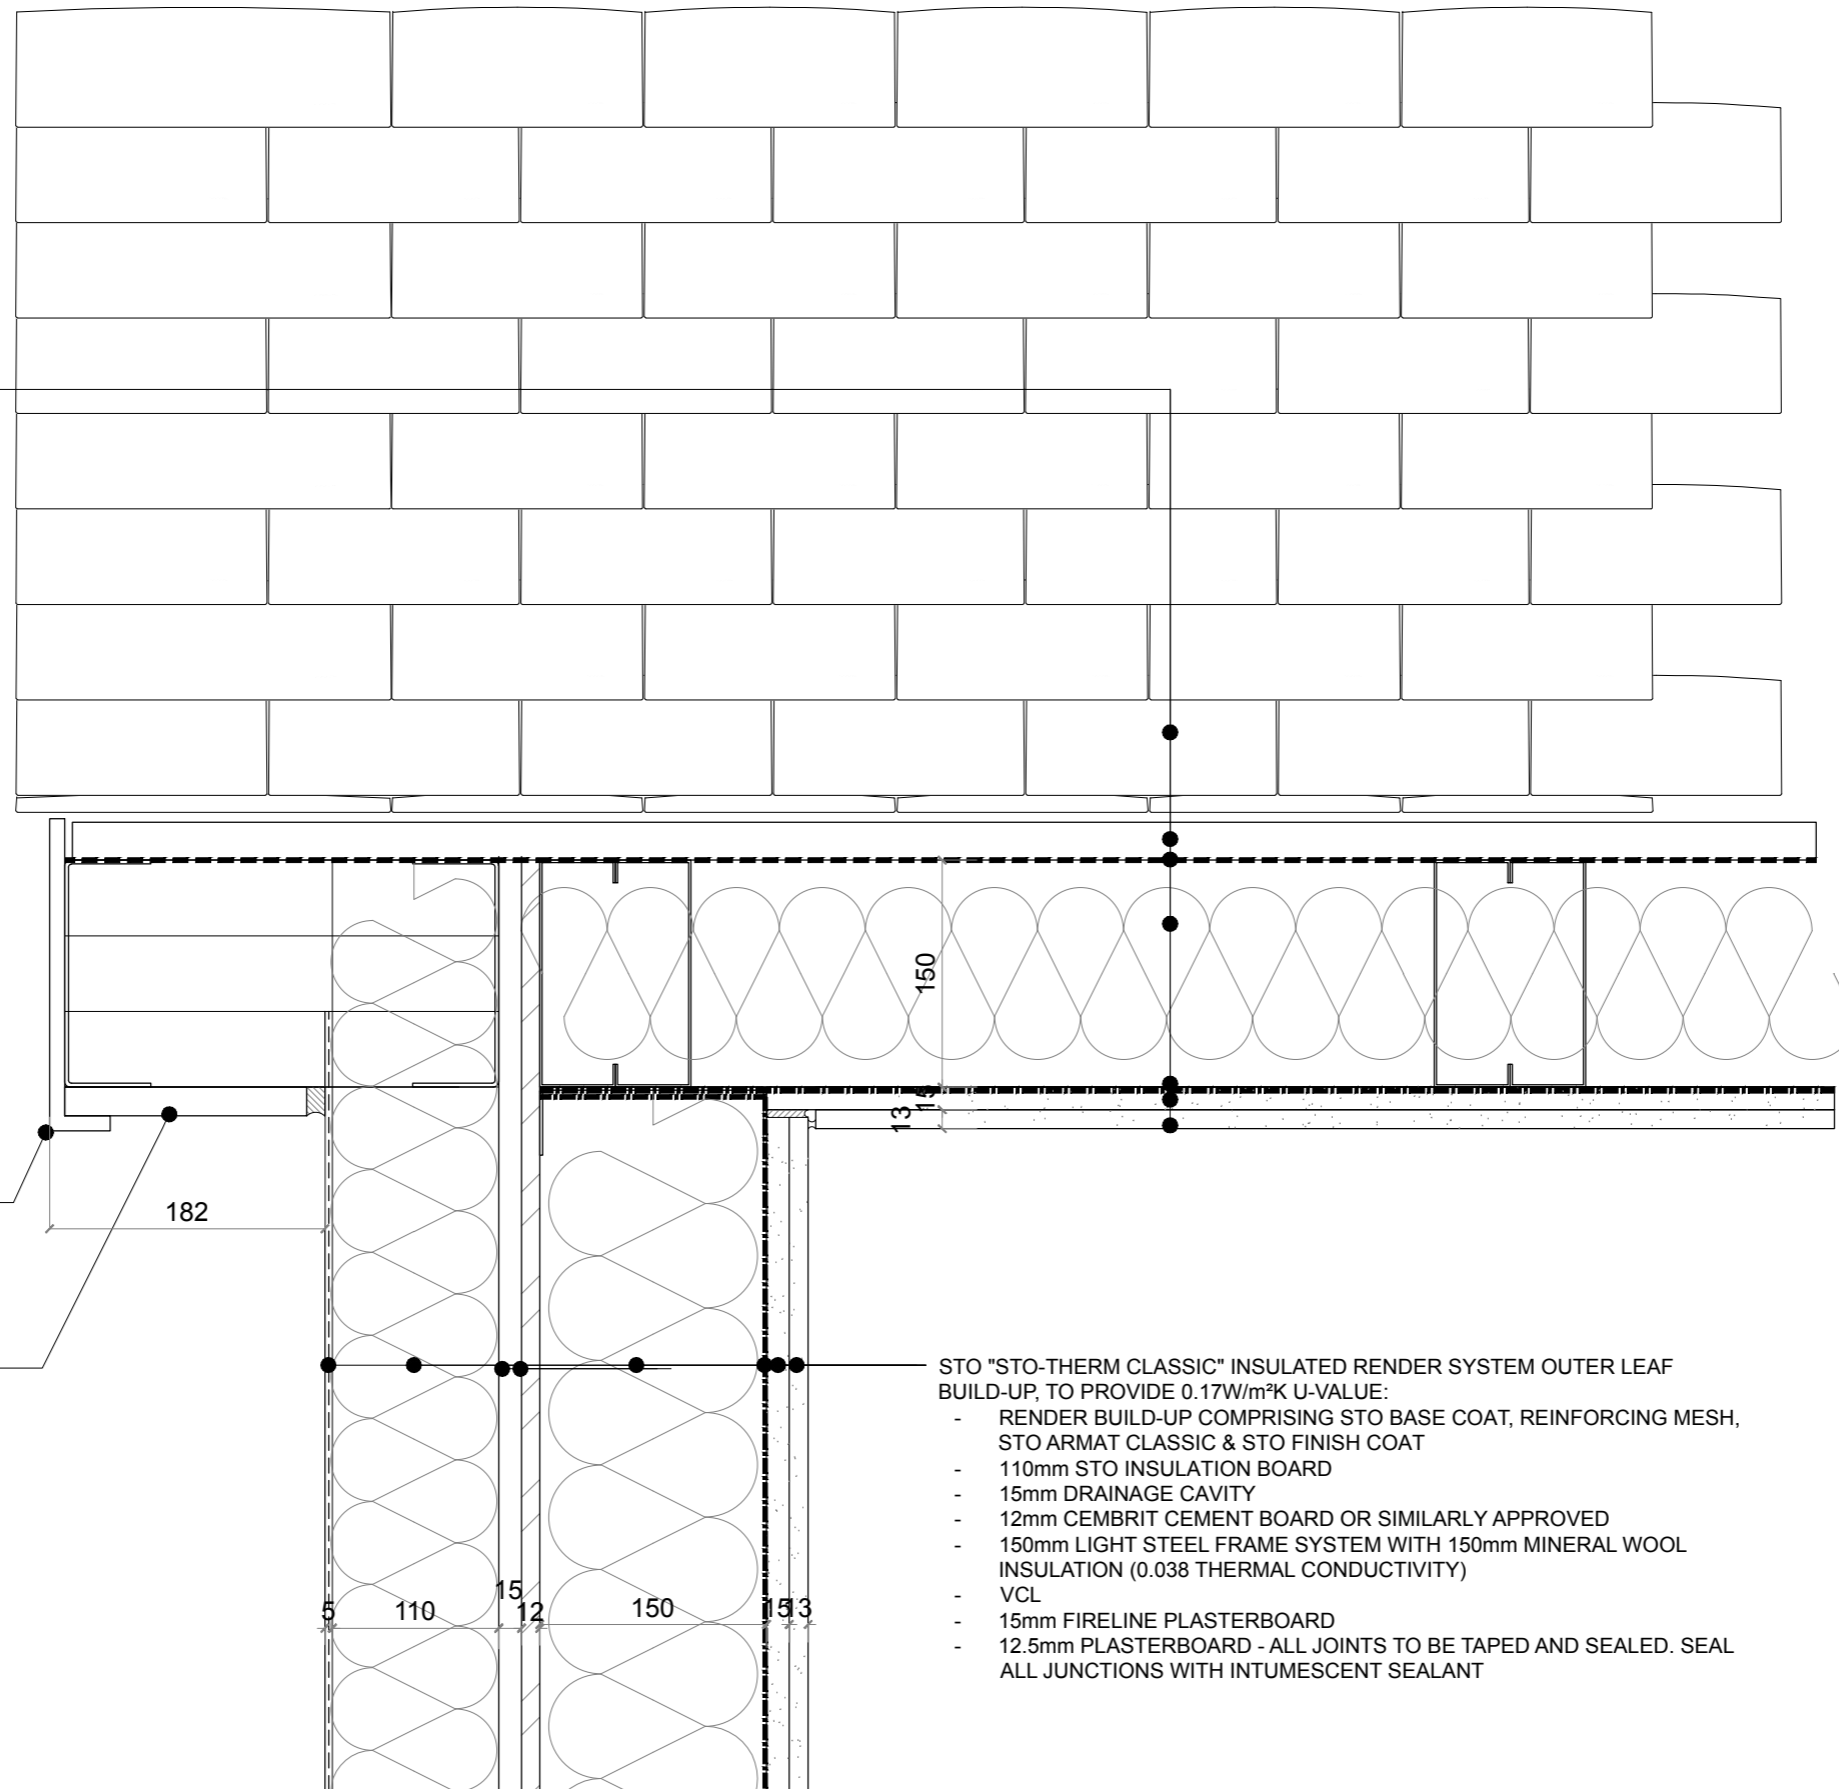 150
15
13
182
STO "STO-THERM CLASSIC" INSULATED RENDER SYSTEM OUTER LEAF
BUILD-UP, TO PROVIDE 0.17W/m²K U-VALUE:
- RENDER BUILD-UP COMPRISING STO BASE COAT, REINFORCING MESH,
STO ARMAT CLASSIC & STO FINISH COAT
- 110mm STO INSULATION BOARD
- 15mm DRAINAGE CAVITY
- 12mm CEMBRIT CEMENT BOARD OR SIMILARLY APPROVED
- 150mm LIGHT STEEL FRAME SYSTEM WITH 150mm MINERAL WOOL
INSULATION (0.038 THERMAL CONDUCTIVITY)
- VCL
- 15mm FIRELINE PLASTERBOARD
- 12.5mm PLASTERBOARD - ALL JOINTS TO BE TAPED AND SEALED. SEAL
ALL JUNCTIONS WITH INTUMESCENT SEALANT
5 110 15 12 150 15 13